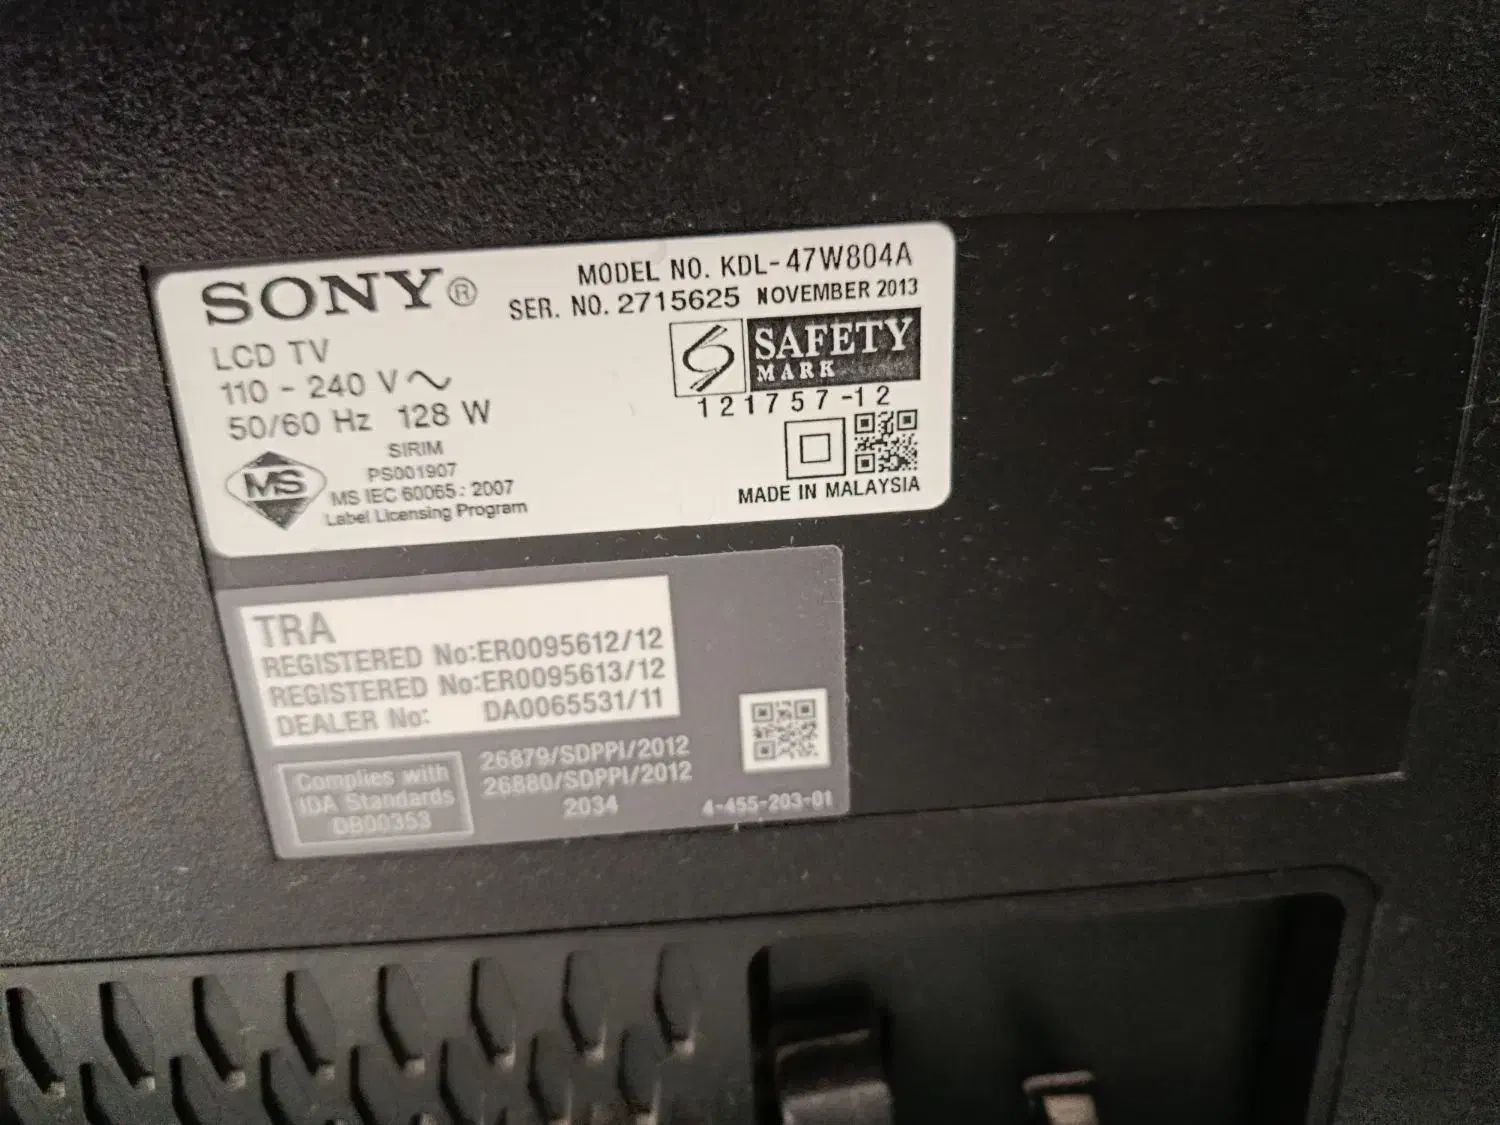 SONY®
MODEL NO. KDL-47W804A
SER. NO. 2715625 NOVEMBER 2013
LCD TV
110 - 240 V ~
50/60 Hz 128 W
SAFETY
MARK
121757-12
MS
SIRIM
PS001907
MS IEC 60065: 2007
Label Licensing Program
MADE IN MALAYSIA
TRA
REGISTERED No:ER0095612/12
REGISTERED No:ER0095613/12
DEALER No: DA0065531/11
Complies with
IDA Standards
DB00353
26879/SDPPI/2012
26880/SDPPI/2012
2034
4-455-203-01